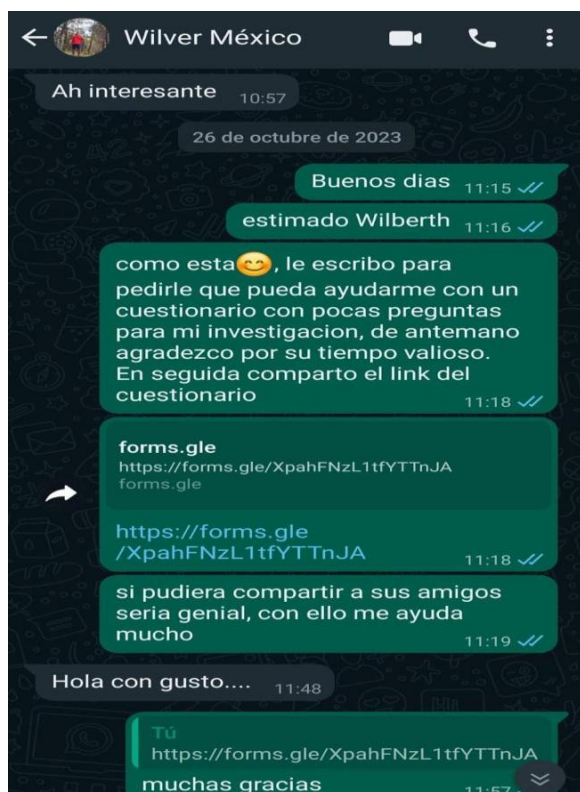 Wilver México
Ah interesante 10:57
26 de octubre de 2023
Buenos dias 11:15
estimado Wilberth 11:16
como esta😊, le escribo para
pedirle que pueda ayudarme con un
cuestionario con pocas preguntas
para mi investigacion, de antemano
agradezco por su tiempo valioso.
En seguida comparto el link del
cuestionario
11:18
forms.gle
https://forms.gle/XpahFNzL1tfYTTnJA
forms.gle
https://forms.gle
/XpahFNzL1tfYTTnJA
11:18
si pudiera compartir a sus amigos
seria genial, con ello me ayuda
mucho
11:19
Hola con gusto.... 11:48
Tú
https://forms.gle/XpahFNzL1tfYTTnJA
muchas gracias 11:57